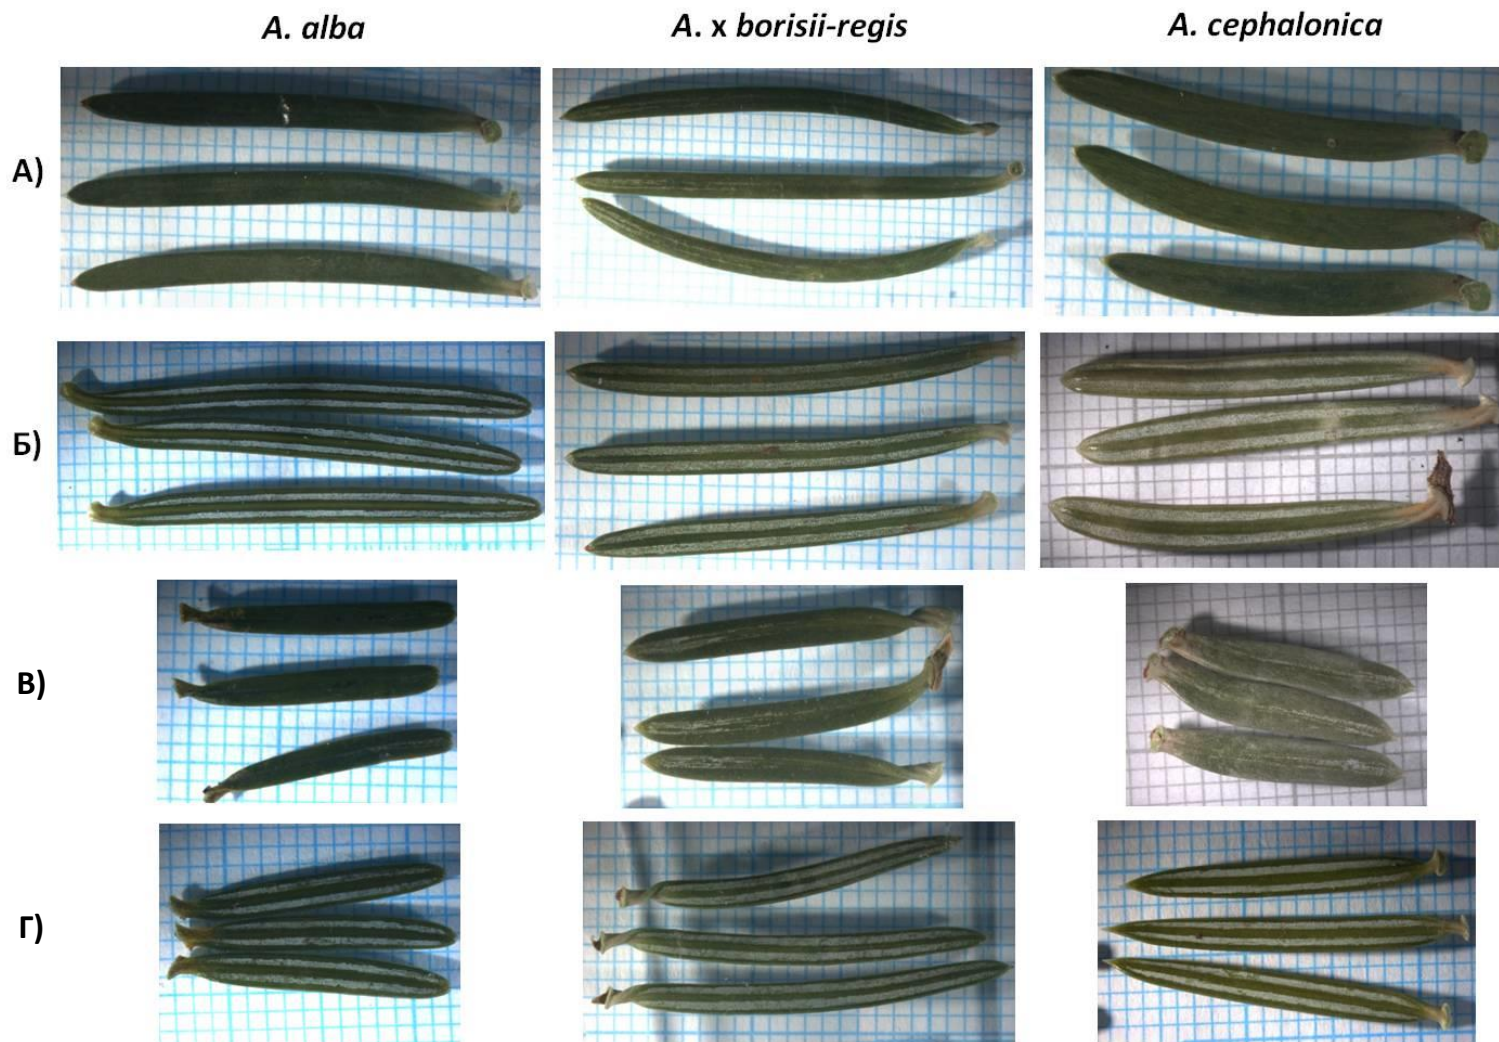 A. alba A. x borisii-regis A. cephalonica
А)
Б)
В)
Г)